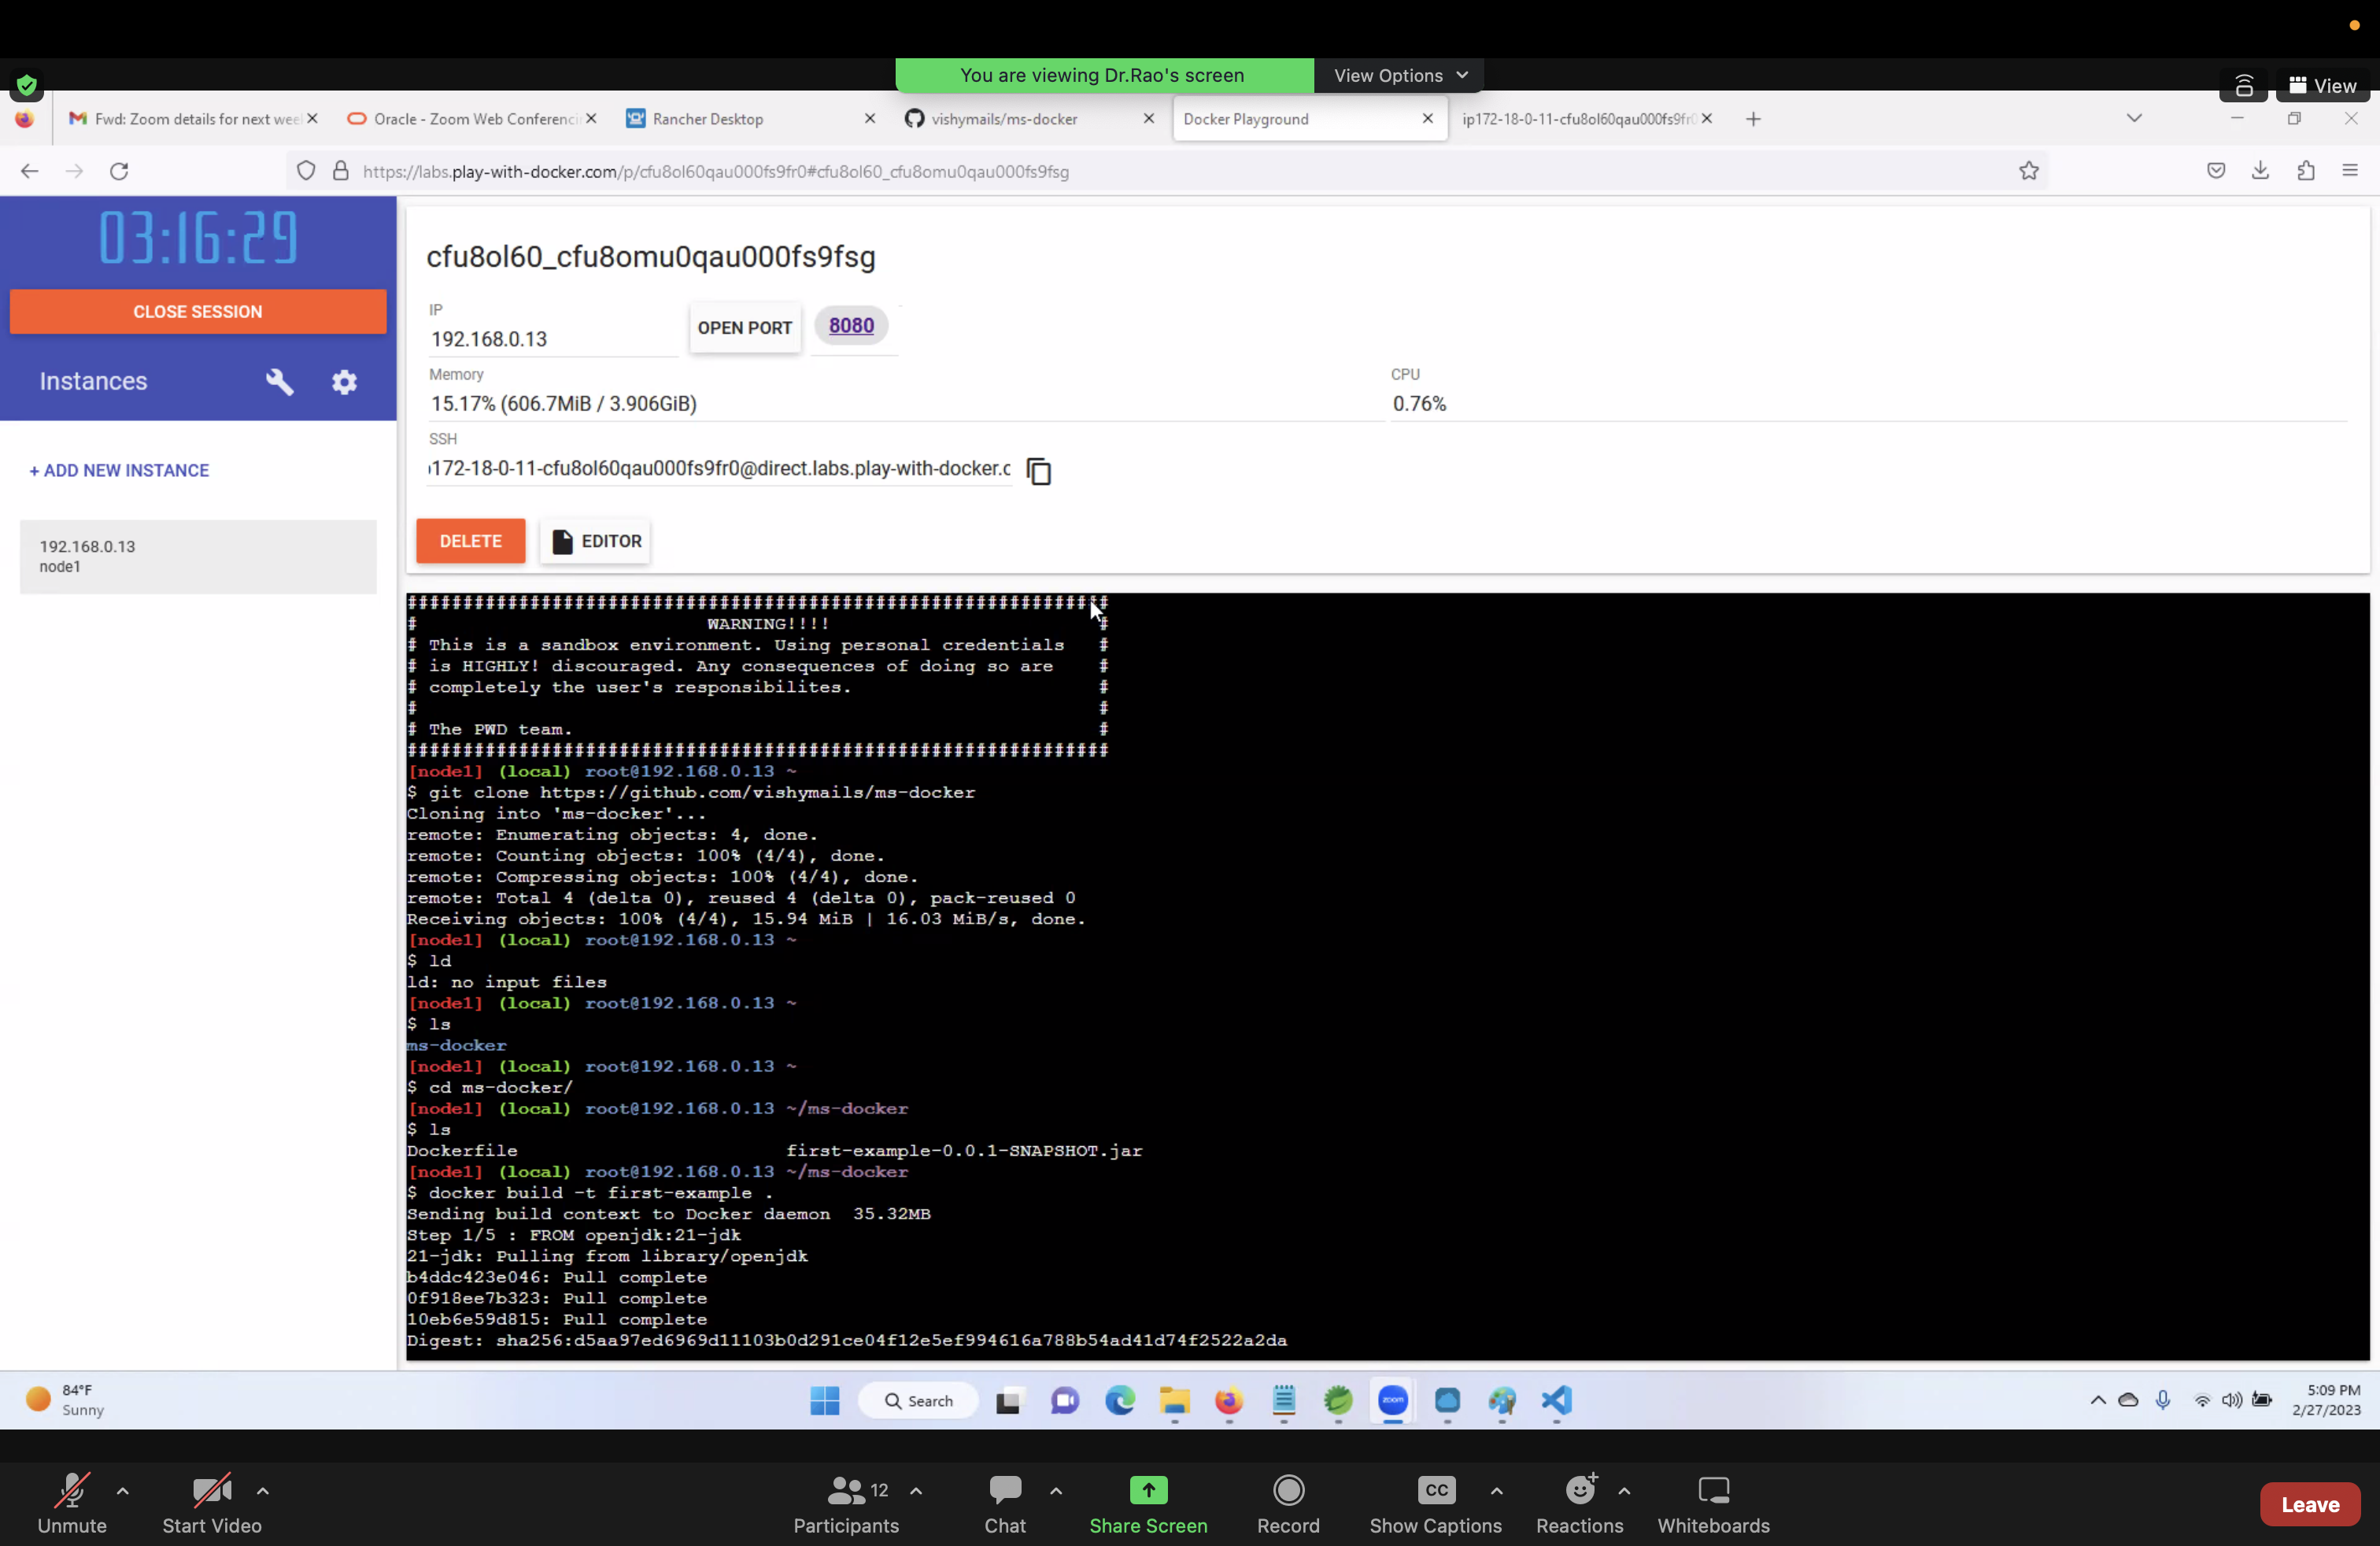 You are viewing Dr.Rao's screen
View Options
View
Fwd: Zoom details for next wee
Oracle - Zoom Web Conferenci
Rancher Desktop
vishymails/ms-docker
Docker Playground
ip172-18-0-11-cfu8ol60qau000fs9fr0
https://labs.play-with-docker.com/p/cfu8ol60qau000fs9fr0#cfu8ol60_cfu8omu0qau000fs9fsg
03:16:29
CLOSE SESSION
Instances
+ ADD NEW INSTANCE
192.168.0.13
node1
cfu8ol60_cfu8omu0qau000fs9fsg
IP
192.168.0.13
OPEN PORT
8080
Memory
15.17% (606.7MiB / 3.906GiB)
CPU
0.76%
SSH
172-18-0-11-cfu8ol60qau000fs9fr0@direct.labs.play-with-docker.c
DELETE
EDITOR
###############################################################
# WARNING!!!! #
# This is a sandbox environment. Using personal credentials #
# is HIGHLY! discouraged. Any consequences of doing so are #
# completely the user's responsibilites. #
# #
# The PWD team. #
###############################################################
[node1] (local) root@192.168.0.13 ~
$ git clone https://github.com/vishymails/ms-docker
Cloning into 'ms-docker'...
remote: Enumerating objects: 4, done.
remote: Counting objects: 100% (4/4), done.
remote: Compressing objects: 100% (4/4), done.
remote: Total 4 (delta 0), reused 4 (delta 0), pack-reused 0
Receiving objects: 100% (4/4), 15.94 MiB | 16.03 MiB/s, done.
[node1] (local) root@192.168.0.13 ~
$ ld
ld: no input files
[node1] (local) root@192.168.0.13 ~
$ ls
ms-docker
[node1] (local) root@192.168.0.13 ~
$ cd ms-docker/
[node1] (local) root@192.168.0.13 ~/ms-docker
$ ls
Dockerfile first-example-0.0.1-SNAPSHOT.jar
[node1] (local) root@192.168.0.13 ~/ms-docker
$ docker build -t first-example .
Sending build context to Docker daemon 35.32MB
Step 1/5 : FROM openjdk:21-jdk
21-jdk: Pulling from library/openjdk
b4ddc423e046: Pull complete
0f918ee7b323: Pull complete
10eb6e59d815: Pull complete
Digest: sha256:d5aa97ed6969d11103b0d291ce04f12e5ef994616a788b54ad41d74f2522a2da
84°F
Sunny
Search
zoom
5:09 PM
2/27/2023
Unmute
Start Video
12
Participants
Chat
Share Screen
Record
CC
Show Captions
Reactions
Whiteboards
Leave